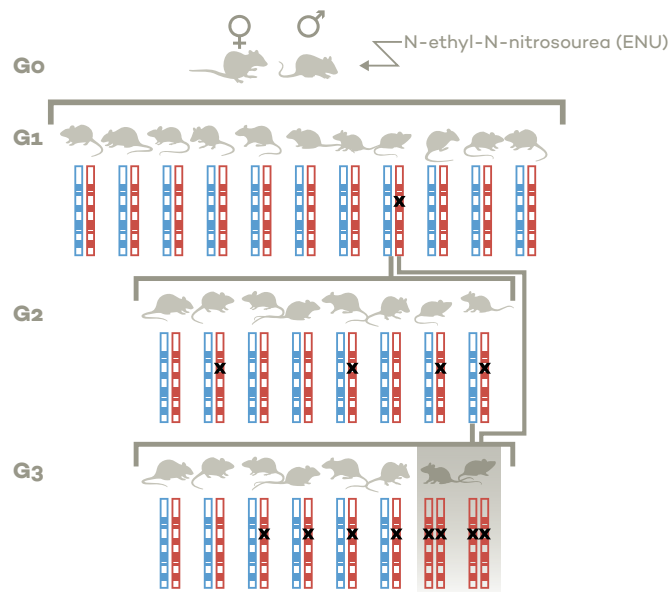 ♀ ♂
N-ethyl-N-nitrosourea (ENU)
G0
G1
x
G2
x x x x
G3
x x x x x x x x